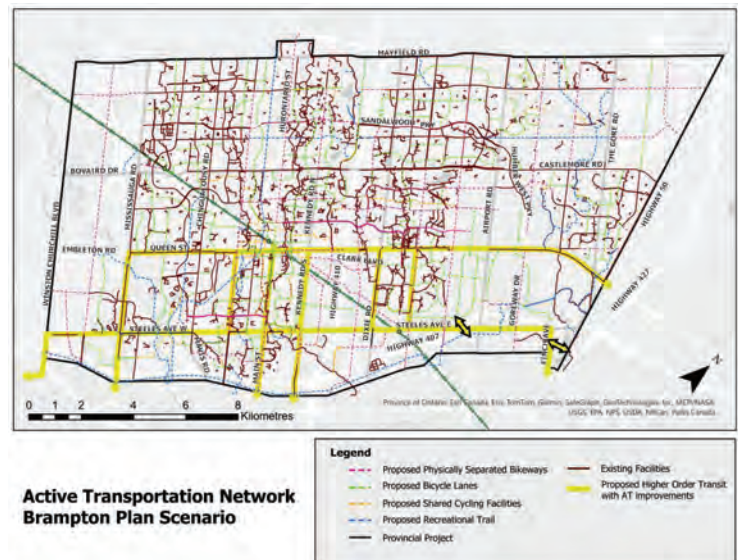 MAYFIELD RD
HURONTARIO ST
SANDALWOOD PKY
THE GORE RD
CASTLEMORE RD
BOVAIRD DR
MISSISSAUGA RD
CHINGUACOUSY RD
KENNEDY RD
AIRPORT RD
HIGHWAY 50
WINSTON CHURCHILL BLVD
EMBLETON RD
QUEEN ST
CLARK BLVD
KENNEDY RD S
HIGHWAY 410
DIXIE RD
GOREWAY DR
HIGHWAY 427
STEELES AVE W
STEELES AVE E
MAIN ST
HIGHWAY 407
N
0 1 2 4 6 8
Kilometres
Province of Ontario, Esri Canada, Esri, TomTom, Garmin, SafeGraph, GeoTechnologies, Inc, METI/NASA,
USGS, EPA, NPS, USDA, NRCan, Parks Canada
Active Transportation Network
Brampton Plan Scenario
Legend
Proposed Physically Separated Bikeways
Proposed Bicycle Lanes
Proposed Shared Cycling Facilities
Proposed Recreational Trail
Provincial Project
Existing Facilities
Proposed Higher Order Transit
with AT improvements